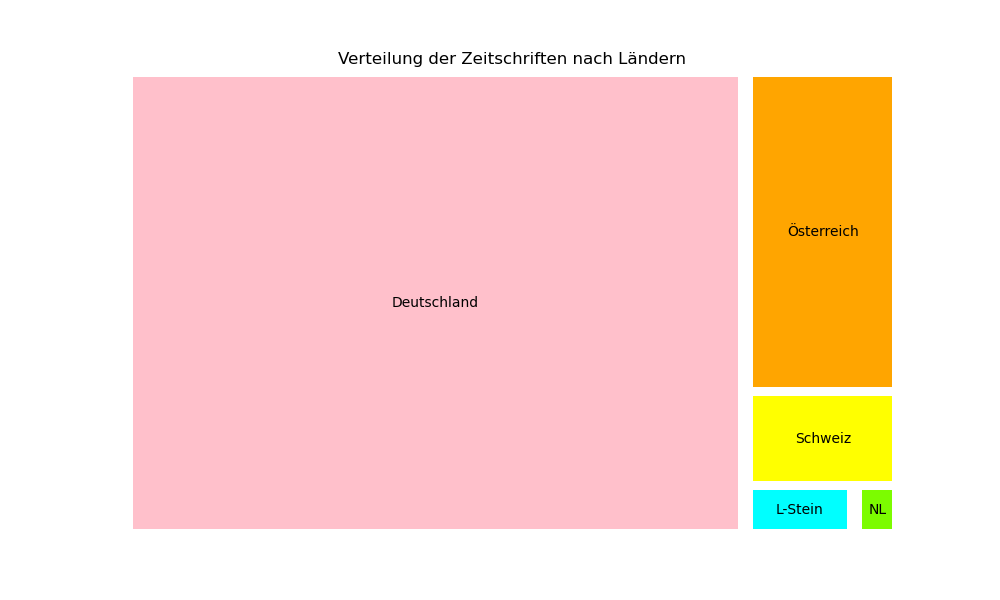 Verteilung der Zeitschriften nach Ländern
Österreich
Deutschland
Schweiz
L-Stein
NL